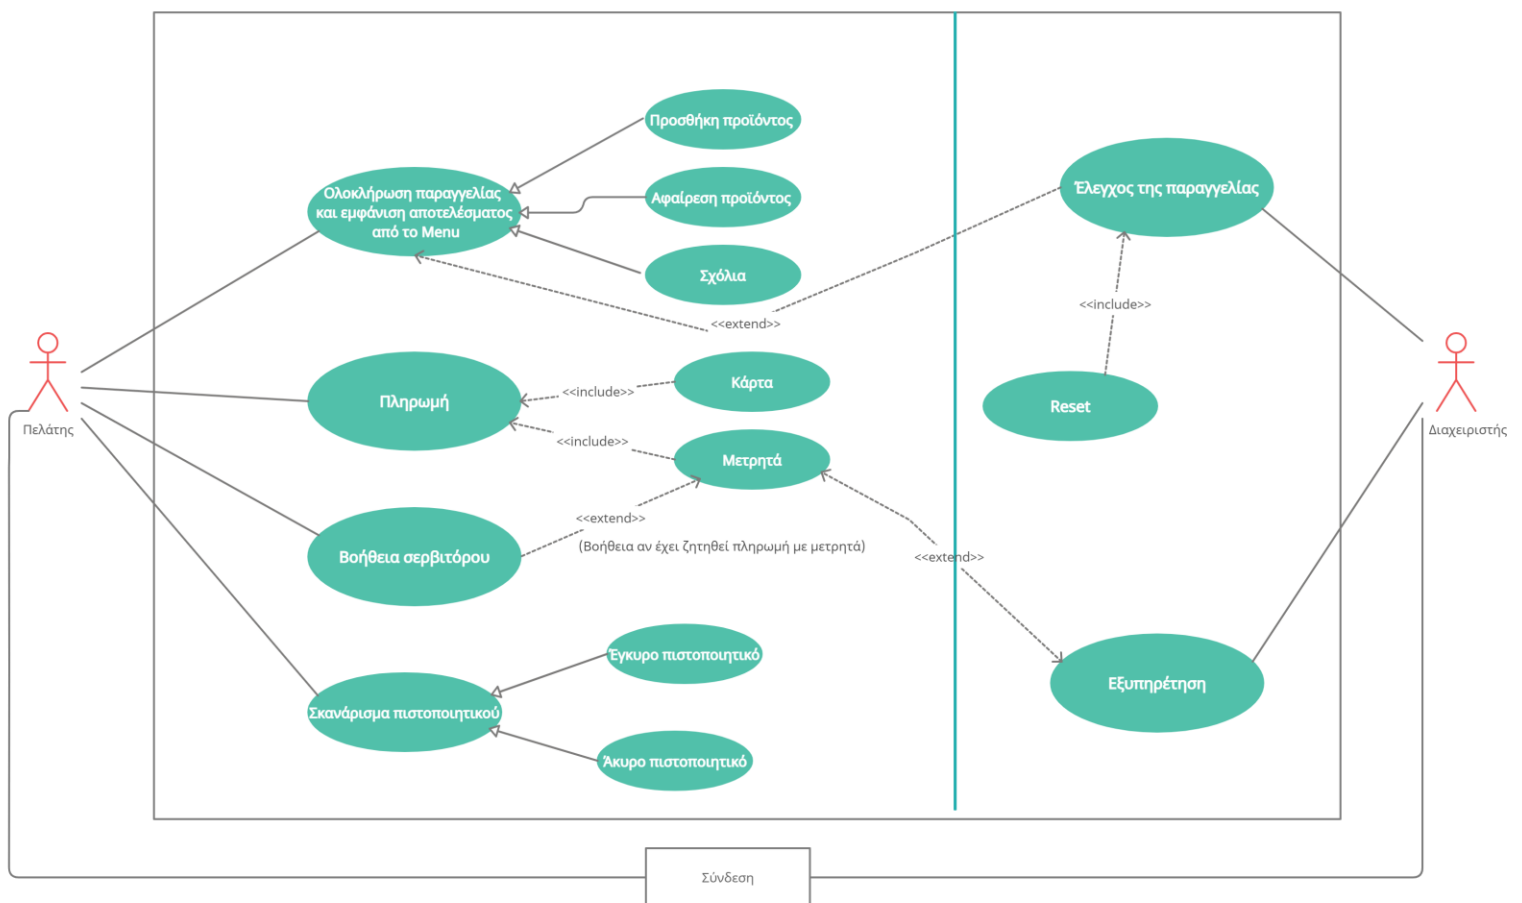 Προσθήκη προϊόντος
Ολοκλήρωση παραγγελίας
και εμφάνιση αποτελέσματος
από το Menu
Αφαίρεση προϊόντος
Σχόλια
<<extend>>
Έλεγχος της παραγγελίας
<<include>>
Reset
Πελάτης
Διαχειριστής
Πληρωμή
<<include>>
Κάρτα
<<include>>
Μετρητά
<<extend>>
(Βοήθεια αν έχει ζητηθεί πληρωμή με μετρητά)
Βοήθεια σερβιτόρου
<<extend>>
Εξυπηρέτηση
Έγκυρο πιστοποιητικό
Σκανάρισμα πιστοποιητικού
Άκυρο πιστοποιητικό
Σύνδεση